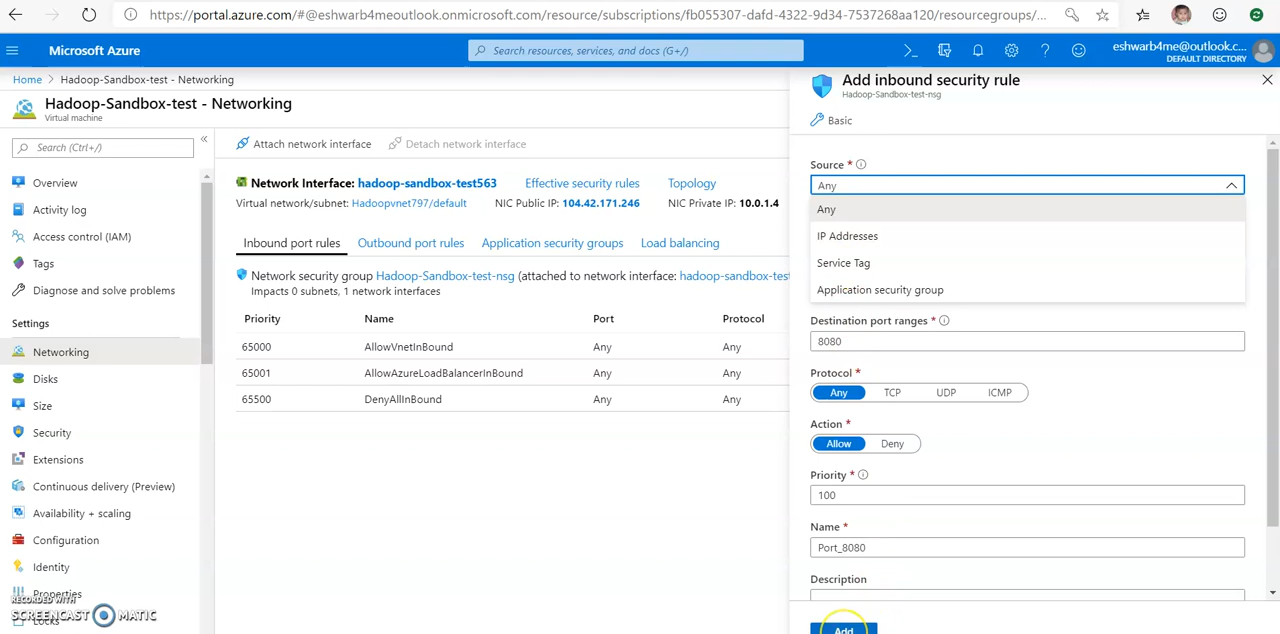 https://portal.azure.com/#@eshwarb4meoutlook.onmicrosoft.com/resource/subscriptions/fb055307-dafd-4322-9d34-7537268aa120/resourcegroups/...
Microsoft Azure
Search resources, services, and docs (G+/)
eshwarb4me@outlook.c...
DEFAULT DIRECTORY
Home > Hadoop-Sandbox-test - Networking
Hadoop-Sandbox-test - Networking
Virtual machine
Search (Ctrl+/)
Overview
Activity log
Access control (IAM)
Tags
Diagnose and solve problems
Settings
Networking
Disks
Size
Security
Extensions
Continuous delivery (Preview)
Availability + scaling
Configuration
Identity
Properties
Locks
RECORDED WITH
SCREENCAST MATIC
Attach network interface
Detach network interface
Network Interface: hadoop-sandbox-test563 Effective security rules Topology
Virtual network/subnet: Hadoopvnet797/default NIC Public IP: 104.42.171.246 NIC Private IP: 10.0.1.4
Inbound port rules Outbound port rules Application security groups Load balancing
Network security group Hadoop-Sandbox-test-nsg (attached to network interface: hadoop-sandbox-test
Impacts 0 subnets, 1 network interfaces
Priority Name Port Protocol
65000 AllowVnetInBound Any Any
65001 AllowAzureLoadBalancerInBound Any Any
65500 DenyAllInBound Any Any
Add inbound security rule
Hadoop-Sandbox-test-nsg
Basic
Source *
Any
Any
IP Addresses
Service Tag
Application security group
Destination port ranges *
8080
Protocol *
Any TCP UDP ICMP
Action *
Allow Deny
Priority *
100
Name *
Port_8080
Description
Add